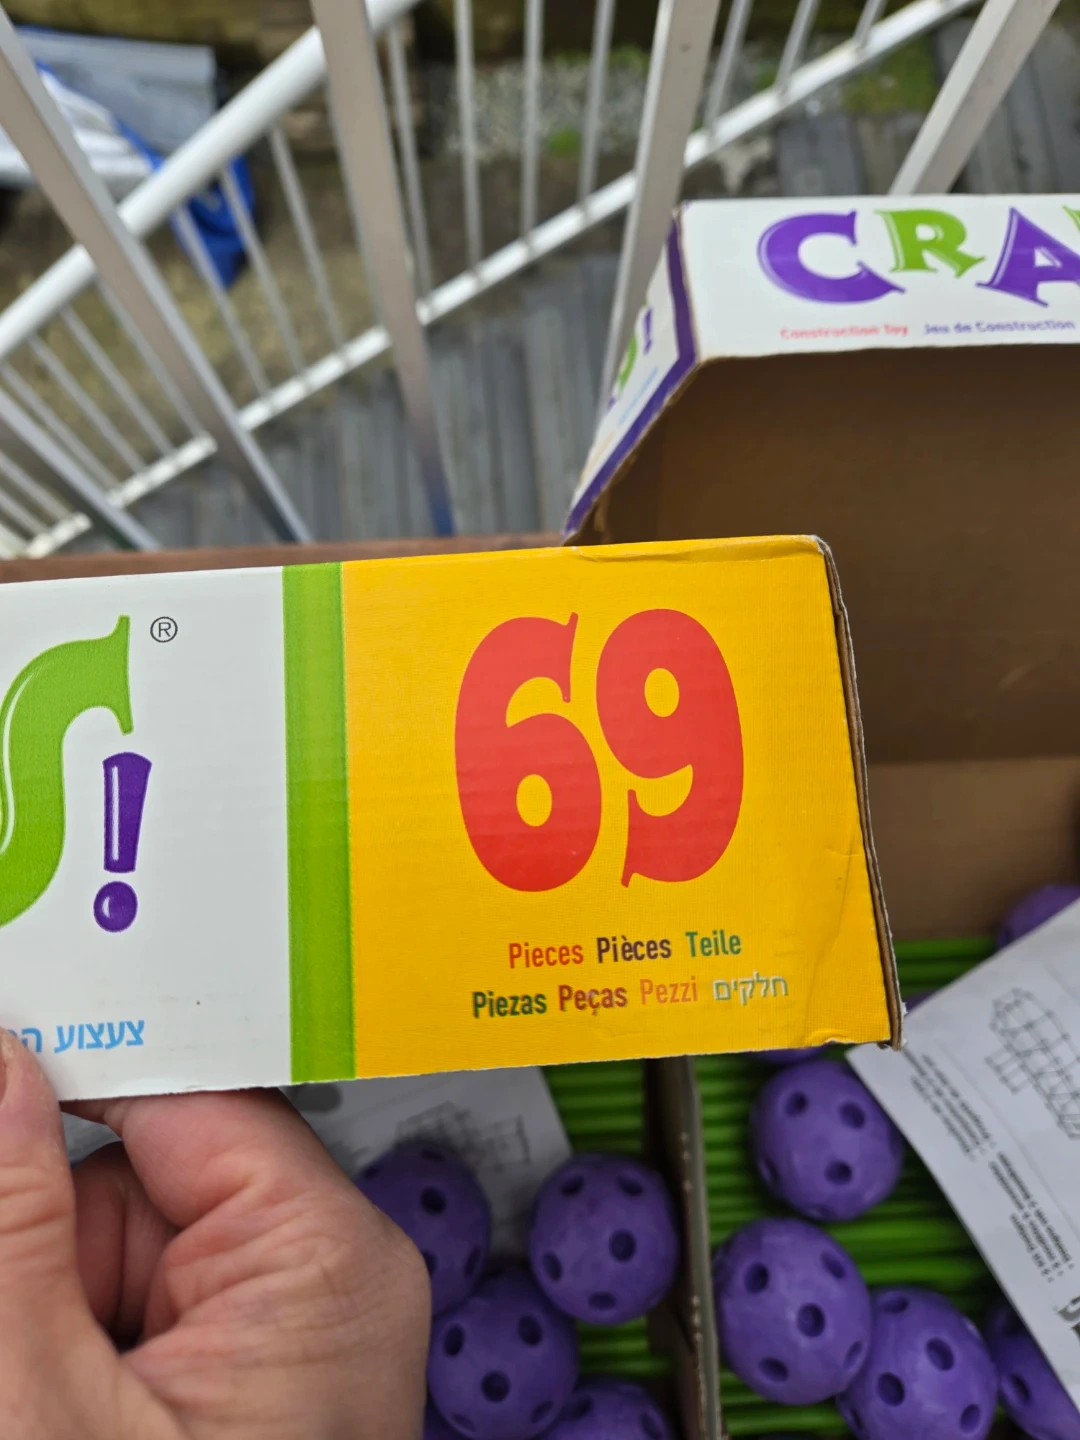 CRA
Construction Toy Jeu de Construction
!
S®!
69
Pieces Pièces Teile
Piezas Peças Pezzi חלקים
צעצוע